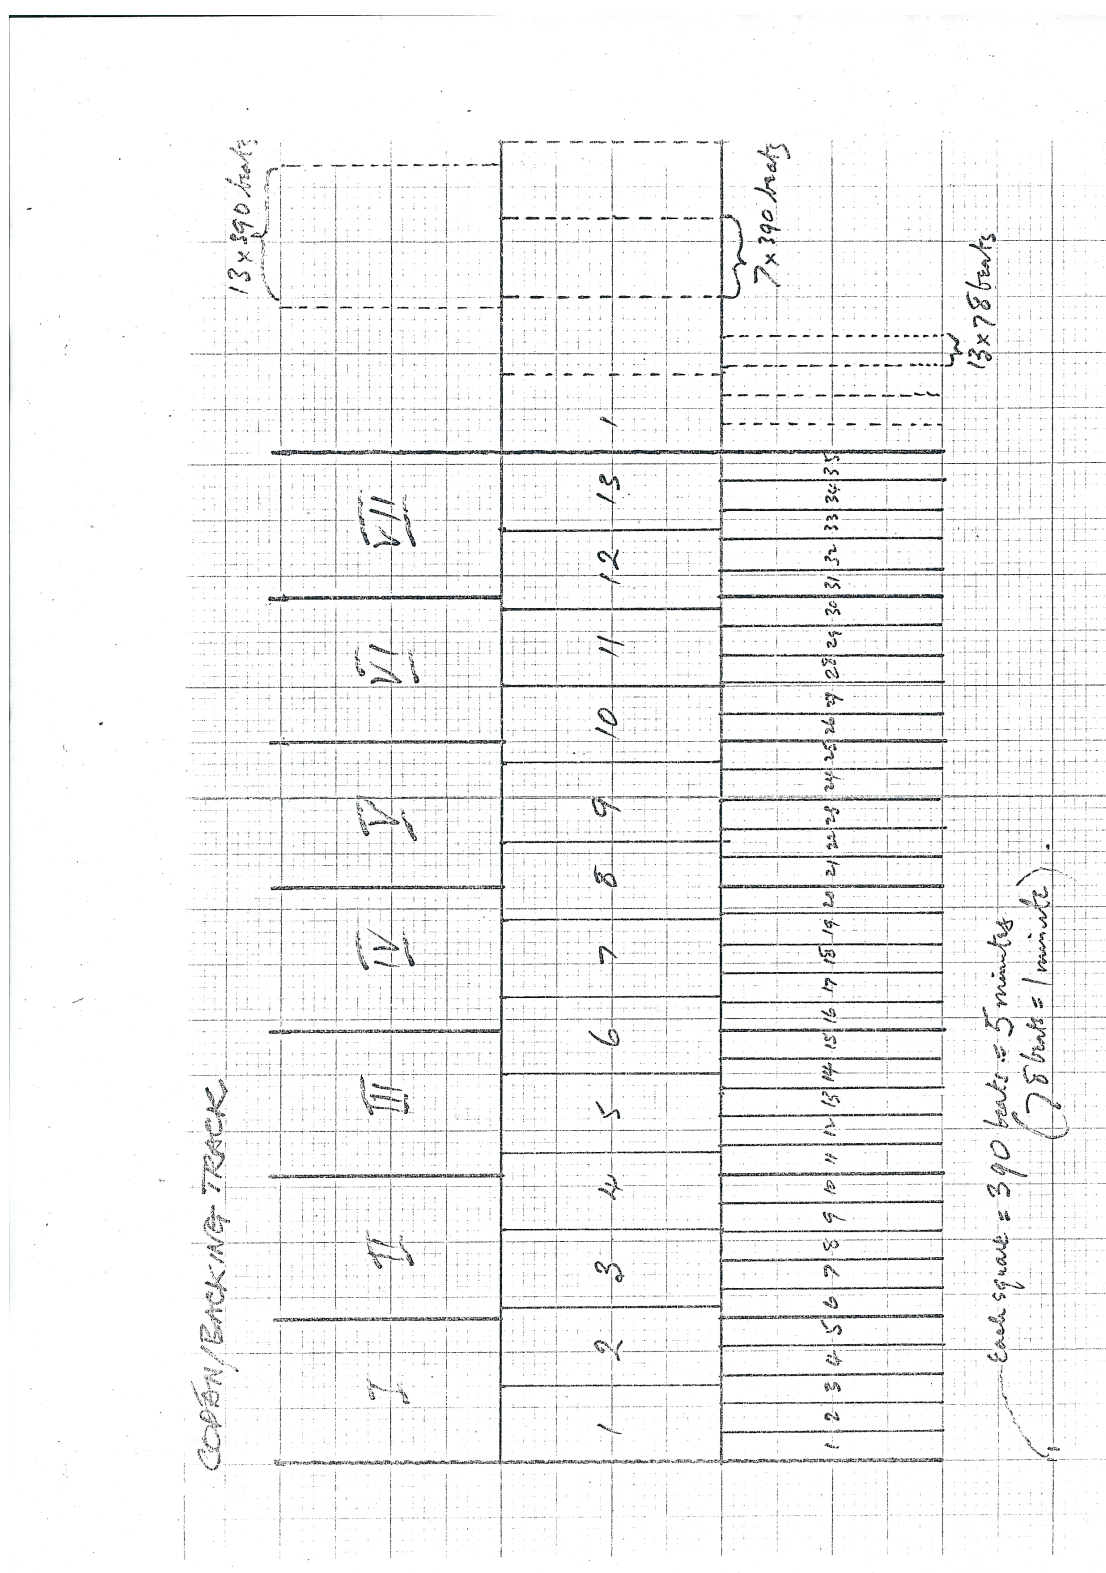 CODEN/BACKING TRACK
13 x 390 beats
I II III IV V VI VII
1 2 3 4 5 6 7 8 9 10 11 12 13 1
7 x 390 beats
1 2 3 4 5 6 7 8 9 10 11 12 13 14 15 16 17 18 19 20 21 22 23 24 25 26 27 28 29 30 31 32 33 34 35
13 x 78 beats
Each square = 390 beats = 5 minutes
(78 beats = 1 minute).